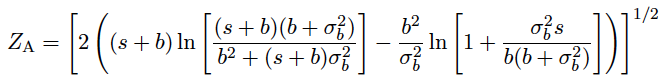 Z_A = [2((s + b) ln[(s + b)(b + σ_b^2) / (b^2 + (s + b)σ_b^2)] − b^2/σ_b^2 ln[1 + σ_b^2 s / (b(b + σ_b^2))])]^{1/2}